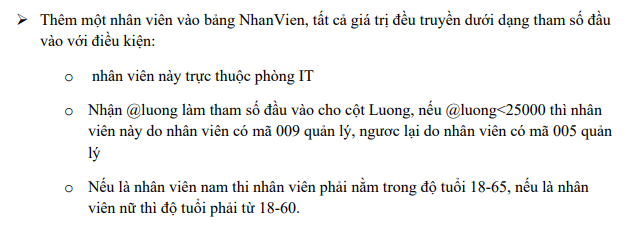 ➢ Thêm một nhân viên vào bảng NhanVien, tất cả giá trị đều truyền dưới dạng tham số đầu
vào với điều kiện:
o nhân viên này trực thuộc phòng IT
o Nhận @luong làm tham số đầu vào cho cột Luong, nếu @luong<25000 thì nhân
viên này do nhân viên có mã 009 quản lý, ngươc lại do nhân viên có mã 005 quản
lý
o Nếu là nhân viên nam thi nhân viên phải nằm trong độ tuổi 18-65, nếu là nhân
viên nữ thì độ tuổi phải từ 18-60.